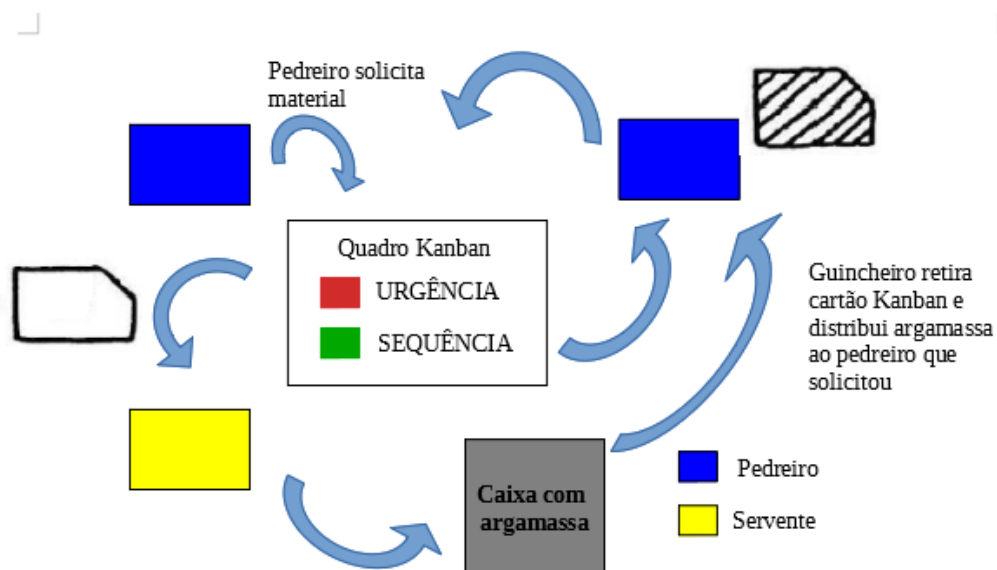 Pedreiro solicita
material
Quadro Kanban
URGÊNCIA
SEQUÊNCIA
Guincheiro retira
cartão Kanban e
distribui argamassa
ao pedreiro que
solicitou
Caixa com
argamassa
Pedreiro
Servente